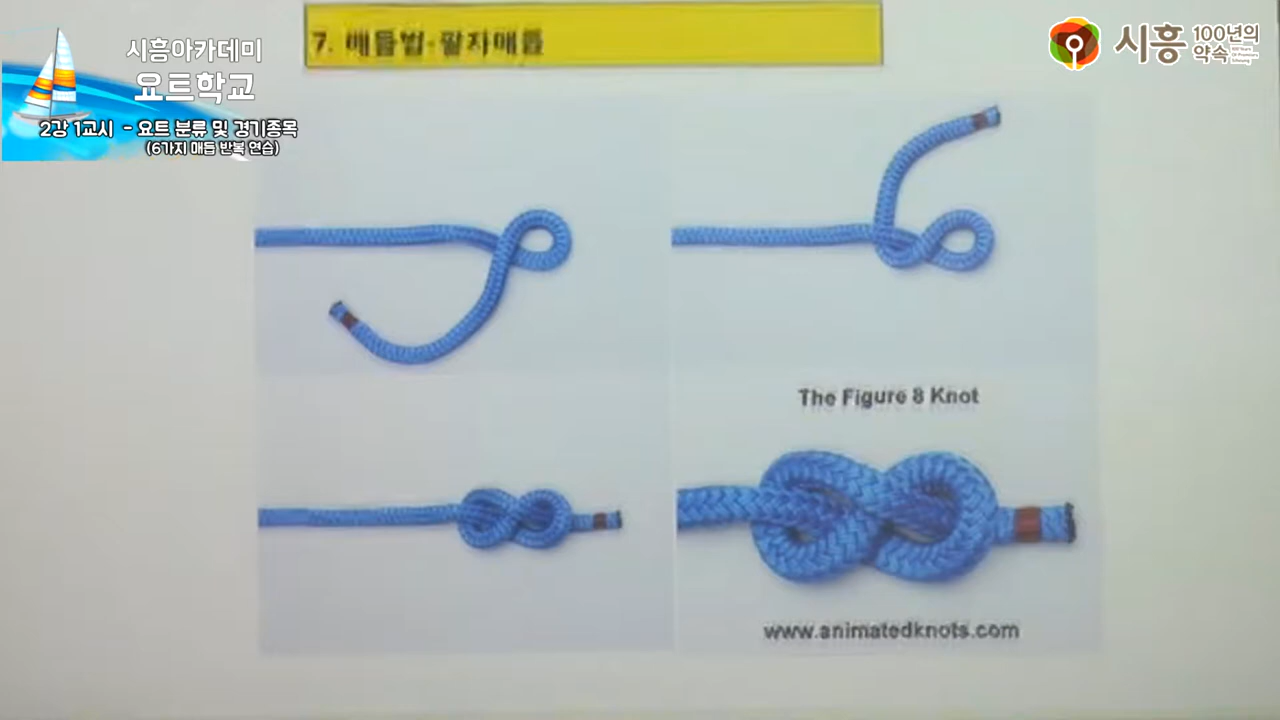 시흥아카데미
요트학교
2강 1교시 - 요트 분류 및 경기종목
(6가지 매듭 반복 연습)
7. 매듭법-팔자매듭
시흥 100년의
약속
The Figure 8 Knot
www.animatedknots.com